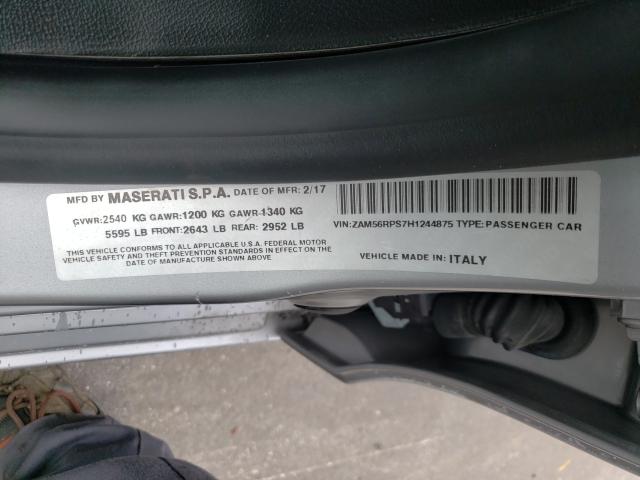 MFD BY MASERATI S.P.A. DATE OF MFR: 2/17
GVWR:2540 KG GAWR:1200 KG GAWR:1340 KG
5595 LB FRONT:2643 LB REAR: 2952 LB
THIS VEHICLE CONFORMS TO ALL APPLICABLE U.S.A. FEDERAL MOTOR
VEHICLE SAFETY AND THEFT PREVENTION STANDARDS IN EFFECT ON THE
DATE OF MANUFACTURE SHOWN ABOVE
VIN:ZAM56RPS7H1244875 TYPE:PASSENGER CAR
VEHICLE MADE IN: ITALY